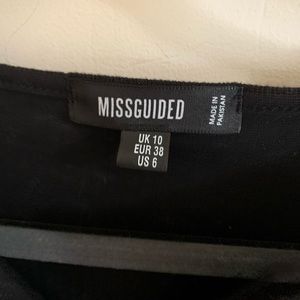 MISSGUIDED
MADE IN
PAKISTAN
UK 10
EUR 38
US 6